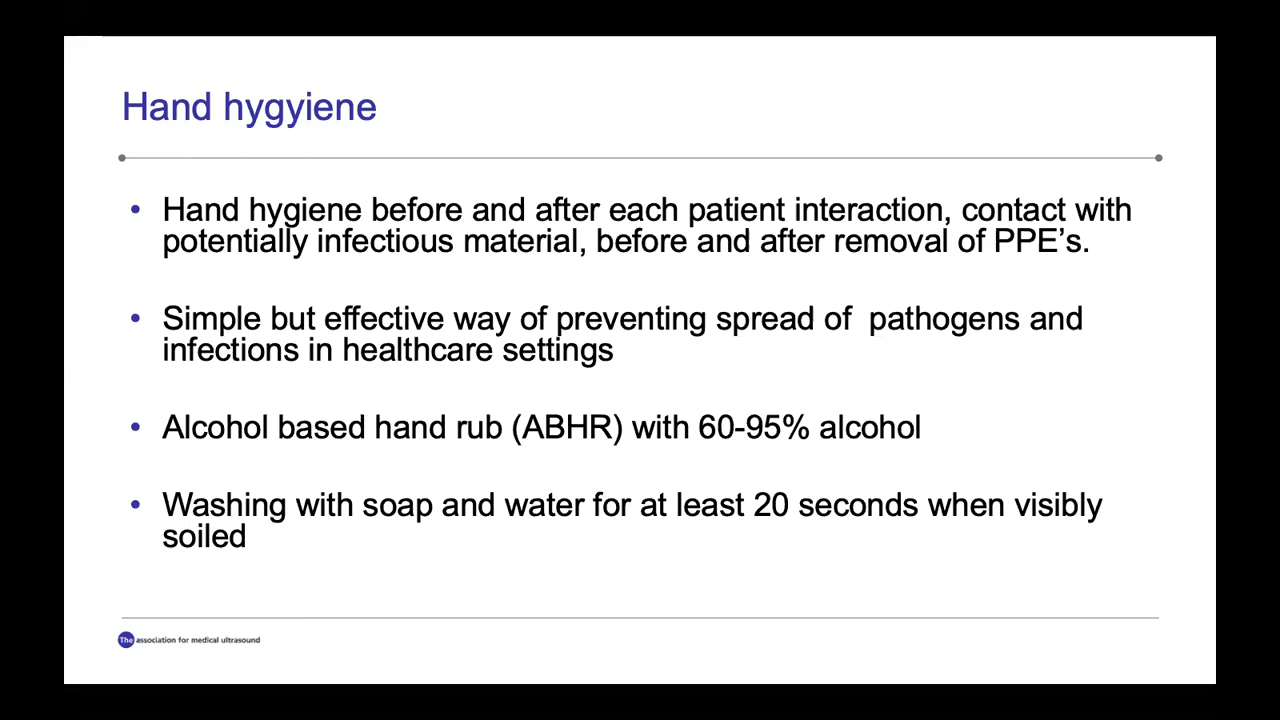 Hand hygyiene
• Hand hygiene before and after each patient interaction, contact with
potentially infectious material, before and after removal of PPE’s.
• Simple but effective way of preventing spread of  pathogens and
infections in healthcare settings
• Alcohol based hand rub (ABHR) with 60-95% alcohol
• Washing with soap and water for at least 20 seconds when visibly
soiled
The association for medical ultrasound